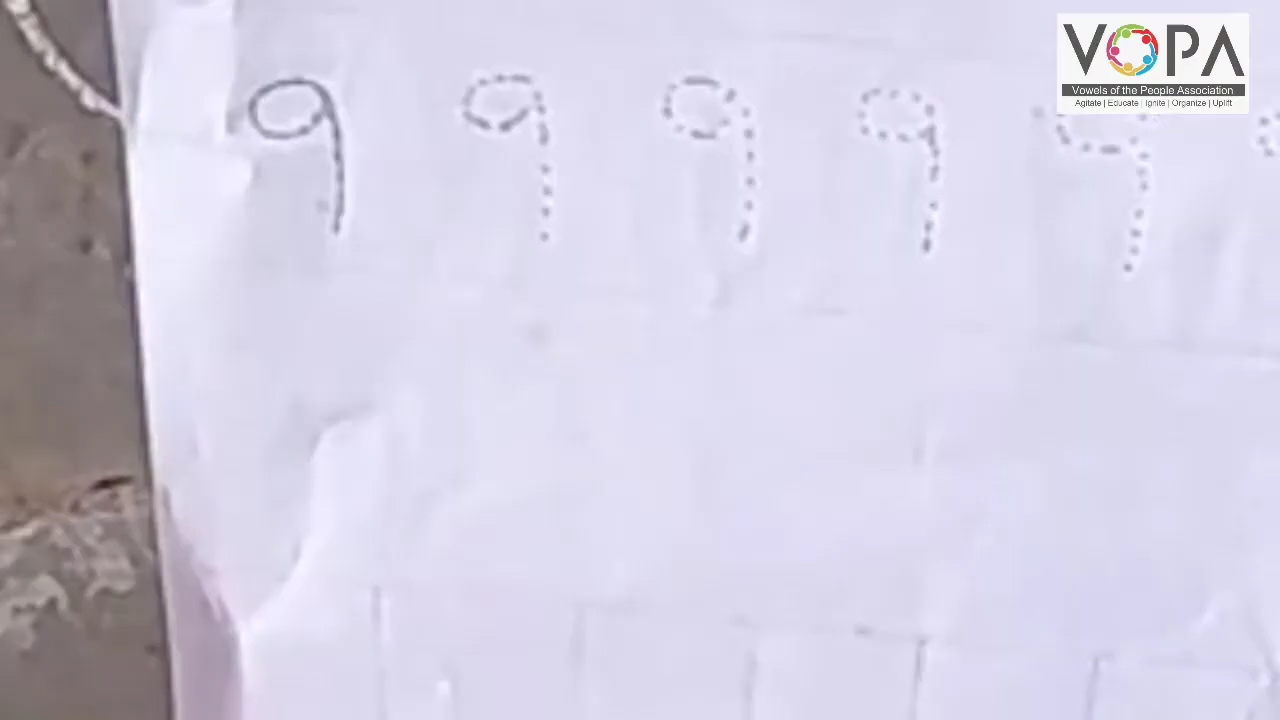 VOPA
Vowels of the People Association
Agitate | Educate | Ignite | Organize | Uplift
१ १ १ १ १